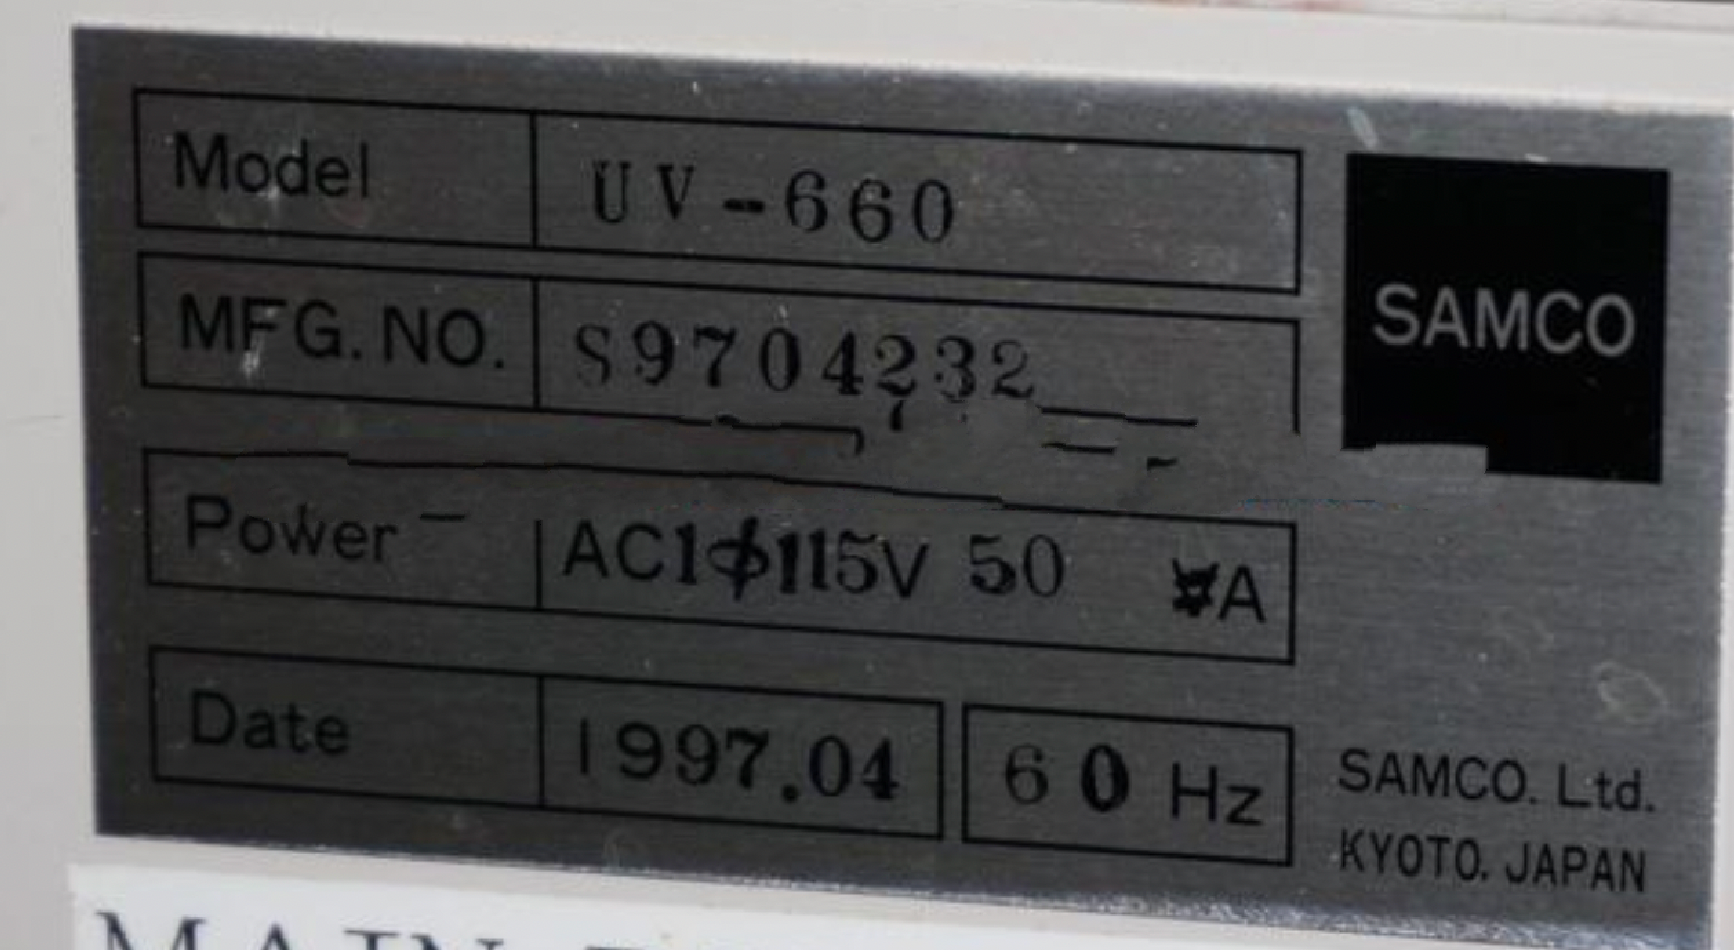 Model UV-660
MFG. NO. S9704232
SAMCO
Power AC1ϕ115V 50 A
Date 1997.04 60 Hz
SAMCO. Ltd.
KYOTO. JAPAN
MAIN